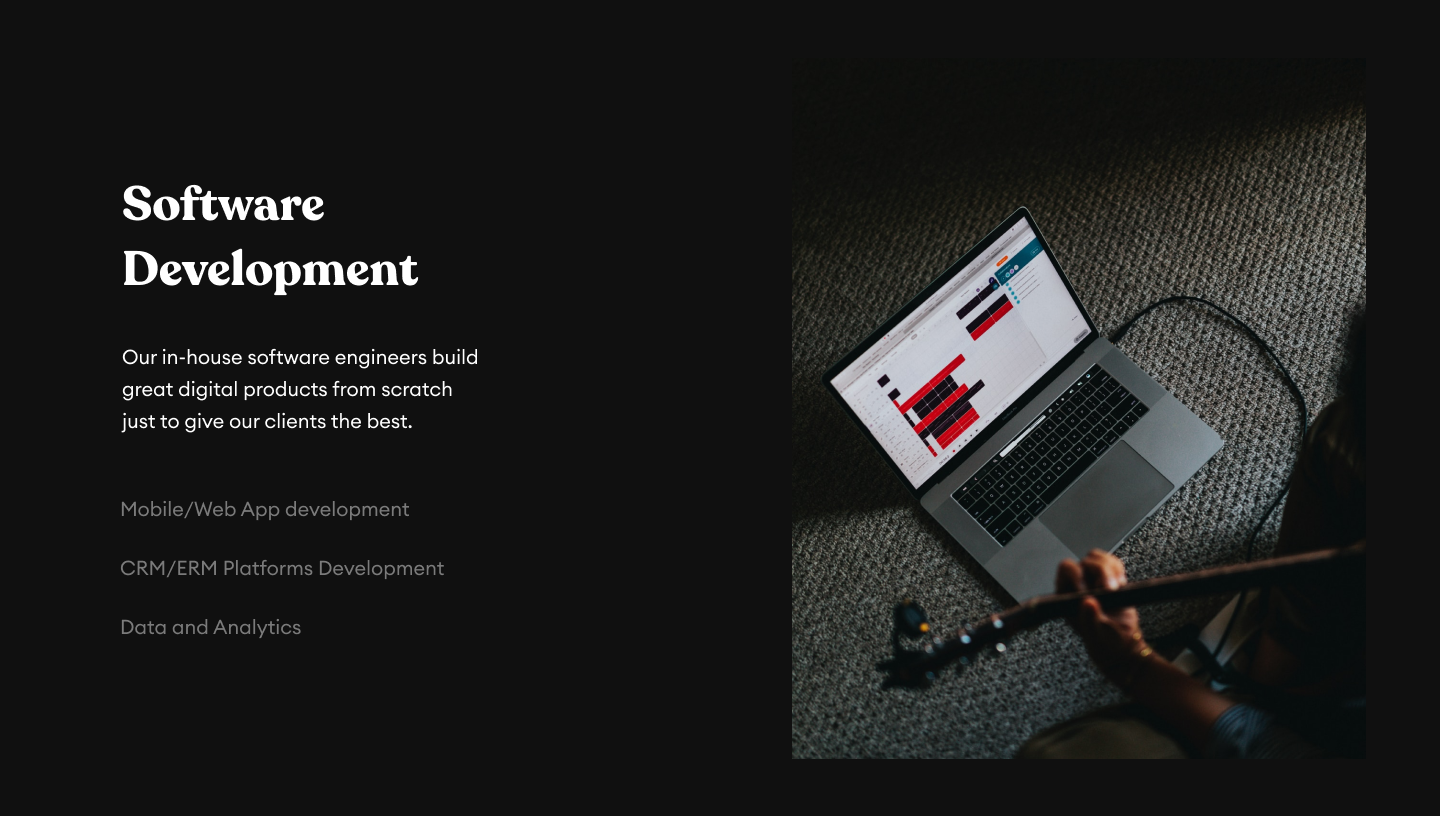 Software
Development
Our in-house software engineers build
great digital products from scratch
just to give our clients the best.
Mobile/Web App development
CRM/ERM Platforms Development
Data and Analytics